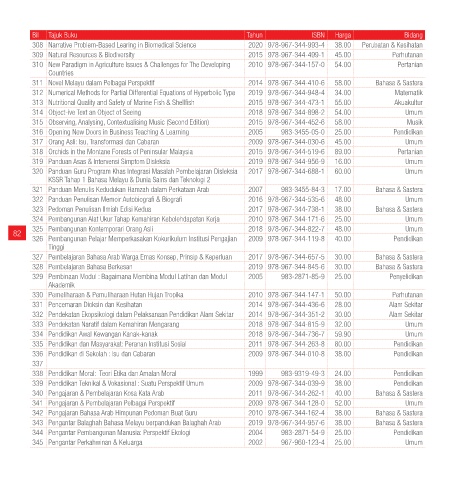 Bil Tajuk Buku Tahun ISBN Harga Bidang
308 Narrative Problem-Based Learing in Biomedical Science 2020 978-967-344-993-4 38.00 Perubatan & Kesihatan
309 Natural Resources & Biodiversity 2015 978-967-344-499-1 45.00 Perhutanan
310 New Paradigm in Agriculture Issues & Challenges for The Developing 2010 978-967-344-157-0 54.00 Pertanian
Countries
311 Novel Melayu dalam Pelbagai Perspektif 2014 978-967-344-410-6 58.00 Bahasa & Sastera
312 Numerical Methods for Partial Differential Equations of Hyperbolic Type 2019 978-967-344-948-4 34.00 Matematik
313 Nutritional Quality and Safety of Marine Fish & Shellfish 2015 978-967-344-473-1 55.00 Akuakultur
314 Object-ive Text an Object of Seeing 2018 978-967-344-898-2 54.00 Umum
315 Observing, Analysing, Contextualising Music (Second Edition) 2015 978-967-344-452-6 58.00 Muzik
316 Opening New Doors in Business Teaching & Learning 2005 983-3455-05-0 25.00 Pendidikan
317 Orang Asli: Isu, Transformasi dan Cabaran 2009 978-967-344-030-6 45.00 Umum
318 Orchids in the Montane Forests of Peninsular Malaysia 2015 978-967-344-519-6 89.00 Pertanian
319 Panduan Asas & Intervensi Simptom Disleksia 2019 978-967-344-956-9 16.00 Umum
320 Panduan Guru Program Khas Integrasi Masalah Pembelajaran Disleksia 2017 978-967-344-688-1 60.00 Umum
KSSR Tahap 1 Bahasa Melayu & Dunia Sains dan Teknologi 2
321 Panduan Menulis Kedudukan Hamzah dalam Perkataan Arab 2007 983-3455-84-3 17.00 Bahasa & Sastera
322 Panduan Penulisan Memoir Autobiografi & Biografi 2016 978-967-344-535-6 48.00 Umum
323 Pedoman Penulisan Ilmiah Edisi Kedua 2017 978-967-344-738-1 38.00 Bahasa & Sastera
324 Pembangunan Alat Ukur Tahap Kemahiran Kebolehdapatan Kerja 2010 978-967-344-171-6 25.00 Umum
325 Pembangunan Kontemporari Orang Asli 2018 978-967-344-822-7 48.00 Umum
82
326 Pembangunan Pelajar Memperkasakan Kokurikulum Institusi Pengajian 2009 978-967-344-119-8 40.00 Pendidikan
Tinggi
327 Pembelajaran Bahasa Arab Warga Emas Konsep, Prinsip & Keperluan 2017 978-967-344-657-5 30.00 Bahasa & Sastera
328 Pembelajaran Bahasa Berkesan 2019 978-967-344-845-6 30.00 Bahasa & Sastera
329 Pembinaan Modul : Bagaimana Membina Modul Latihan dan Modul 2005 983-2871-85-9 25.00 Penyelidikan
Akademik
330 Pemeliharaan & Pemuliharaan Hutan Hujan Tropika 2010 978-967-344-147-1 50.00 Perhutanan
331 Pencemaran Dioksin dan Kesihatan 2014 978-967-344-436-6 28.00 Alam Sekitar
332 Pendekatan Ekopsikologi dalam Pelaksanaan Pendidikan Alam Sekitar 2014 978-967-344-351-2 30.00 Alam Sekitar
333 Pendekatan Naratif dalam Kemahiran Mengarang 2018 978-967-344-815-9 32.00 Umum
334 Pendidikan Awal Kewangan Kanak-kanak 2018 978-967-344-736-7 59.90 Umum
335 Pendidikan dan Masyarakat: Peranan Institusi Sosial 2011 978-967-344-263-8 80.00 Pendidikan
336 Pendidikan di Sekolah : Isu dan Cabaran 2009 978-967-344-010-8 38.00 Pendidikan
337
338 Pendidikan Moral: Teori Etika dan Amalan Moral 1999 983-9319-49-3 24.00 Pendidikan
339 Pendidikan Teknikal & Vokasional : Suatu Perspektif Umum 2009 978-967-344-039-9 38.00 Pendidikan
340 Pengajaran & Pembelajaran Kosa Kata Arab 2011 978-967-344-262-1 40.00 Bahasa & Sastera
341 Pengajaran & Pembelajaran Pelbagai Perspektif 2009 978-967-344-128-0 52.00 Umum
342 Pengajaran Bahasa Arab Himpunan Pedoman Buat Guru 2010 978-967-344-162-4 38.00 Bahasa & Sastera
343 Pengantar Balaghah Bahasa Melayu berpandukan Balaghah Arab 2019 978-967-344-957-6 38.00 Bahasa & Sastera
344 Pengantar Pembangunan Manusia: Perspektif Ekologi 2004 983-2871-54-9 25.00 Pendidikan
345 Pengantar Perkahwinan & Keluarga 2002 967-960-123-4 25.00 Umum